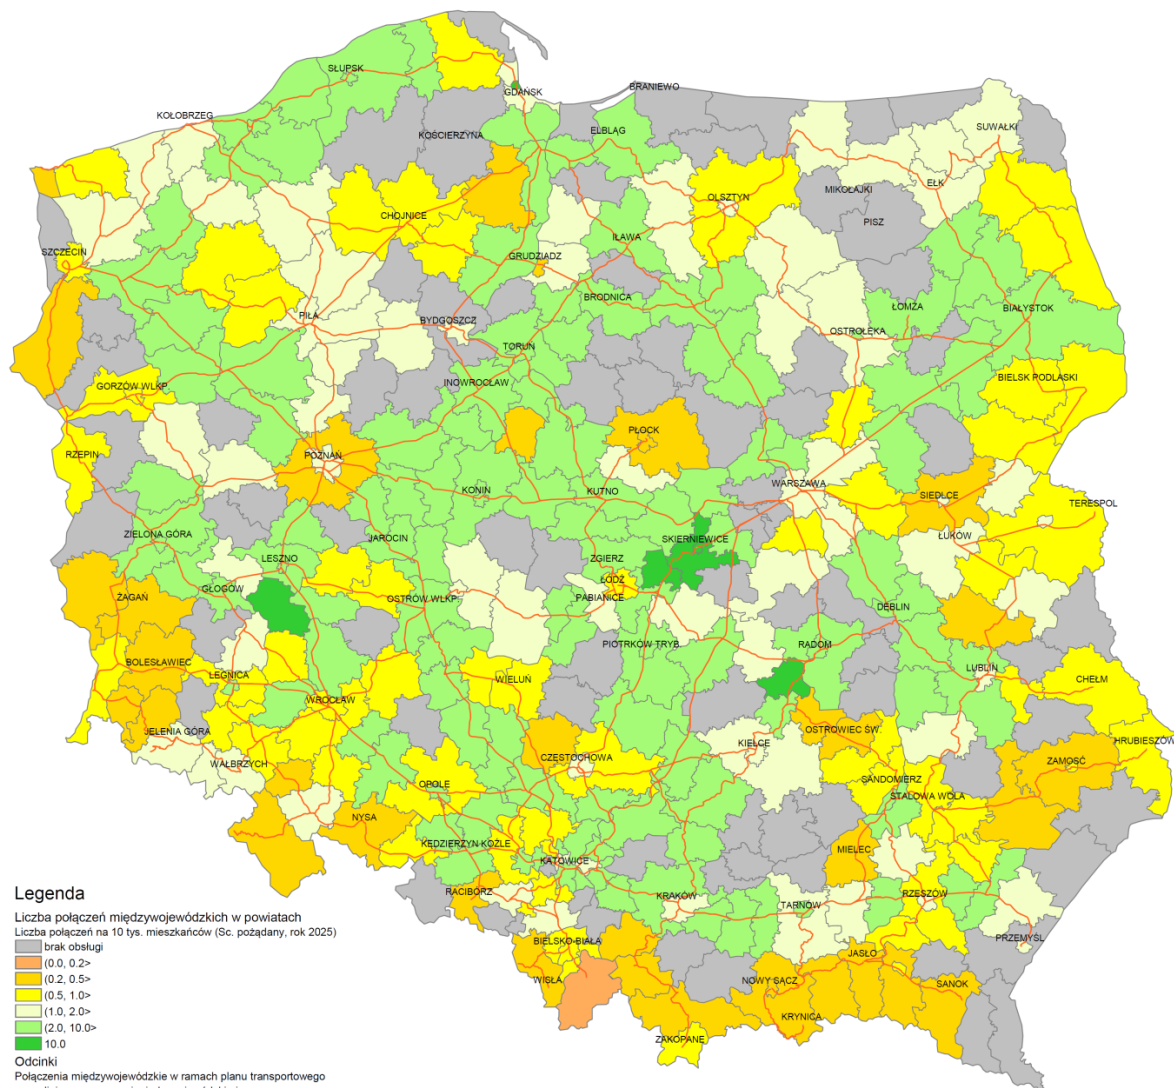 SŁUPSK
GDAŃSK
BRANIEWO
KOŁOBRZEG
KOŚCIERZYNA
ELBLĄG
SUWAŁKI
EŁK
MIKOŁAJKI
OLSZTYN
CHOJNICE
PISZ
IŁAWA
SZCZECIN
GRUDZIĄDZ
BRODNICA
ŁOMŻA
BIAŁYSTOK
PIŁA
BYDGOSZCZ
OSTROŁĘKA
TORUŃ
BIELSK PODLASKI
GORZÓW WLKP.
INOWROCŁAW
PŁOCK
RZEPIN
POZNAŃ
WARSZAWA
KONIN
KUTNO
SIEDLCE
TERESPOL
ZIELONA GÓRA
JAROCIN
SKIERNIEWICE
ŁUKÓW
LESZNO
ZGIERZ
ŁÓDŹ
GŁOGÓW
ŻAGAŃ
OSTRÓW WLKP.
PABIANICE
DĘBLIN
PIOTRKÓW TRYB.
RADOM
BOLESŁAWIEC
LEGNICA
WIELUŃ
LUBLIN
CHEŁM
WROCŁAW
JELENIA GÓRA
OSTROWIEC ŚW.
KIELCE
HRUBIESZÓW
WAŁBRZYCH
CZĘSTOCHOWA
ZAMOŚĆ
OPOLE
SANDOMIERZ
STALOWA WOLA
NYSA
KĘDZIERZYN KOŹLE
MIELEC
KATOWICE
RACIBÓRZ
KRAKÓW
TARNÓW
RZESZÓW
PRZEMYŚL
BIELSKO-BIAŁA
JASŁO
WISŁA
NOWY SĄCZ
SANOK
KRYNICA
ZAKOPANE
Legenda
Liczba połączeń międzywojewódzkich w powiatach
Liczba połączeń na 10 tys. mieszkańców (Sc. pożądany, rok 2025)
brak obsługi
(0.0, 0.2>
(0.2, 0.5>
(0.5, 1.0>
(1.0, 2.0>
(2.0, 10.0>
10.0
Odcinki
Połączenia międzywojewódzkie w ramach planu transportowego